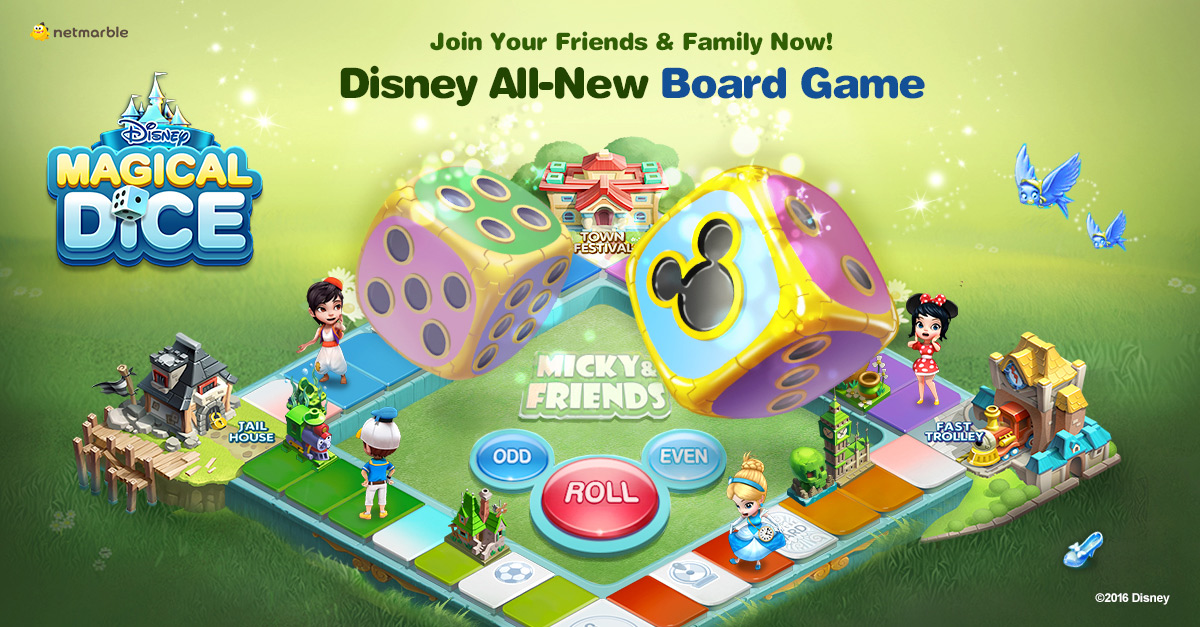 netmarble
Join Your Friends & Family Now!
Disney All-New Board Game
Disney
MAGICAL
DiCE
TOWN
FESTIVAL
MICKY &
FRIENDS
JAIL
HOUSE
FAST
TROLLEY
ODD
EVEN
ROLL
CARD
©2016 Disney